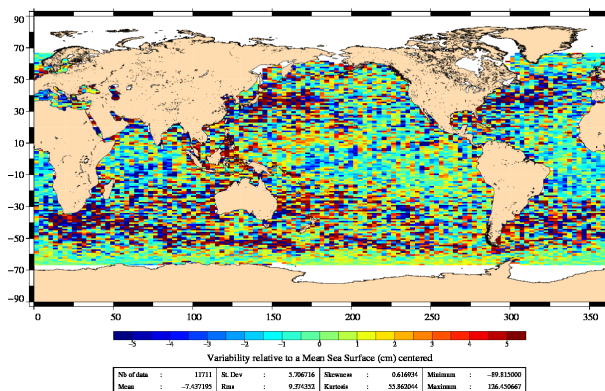 90
70
50
30
10
−10
−30
−50
−70
−90
0 50 100 150 200 250 300 350
−5 −4 −3 −2 −1 0 1 2 3 4 5
Variability relative to a Mean Sea Surface (cm) centered
Nb of data : 11711 St. Dev : 5.706716 Skewness : 0.616934 Minimum : −89.815000
Mean : −7.437195 Rms : 9.374352 Kurtosis : 55.862044 Maximum : 126.450667